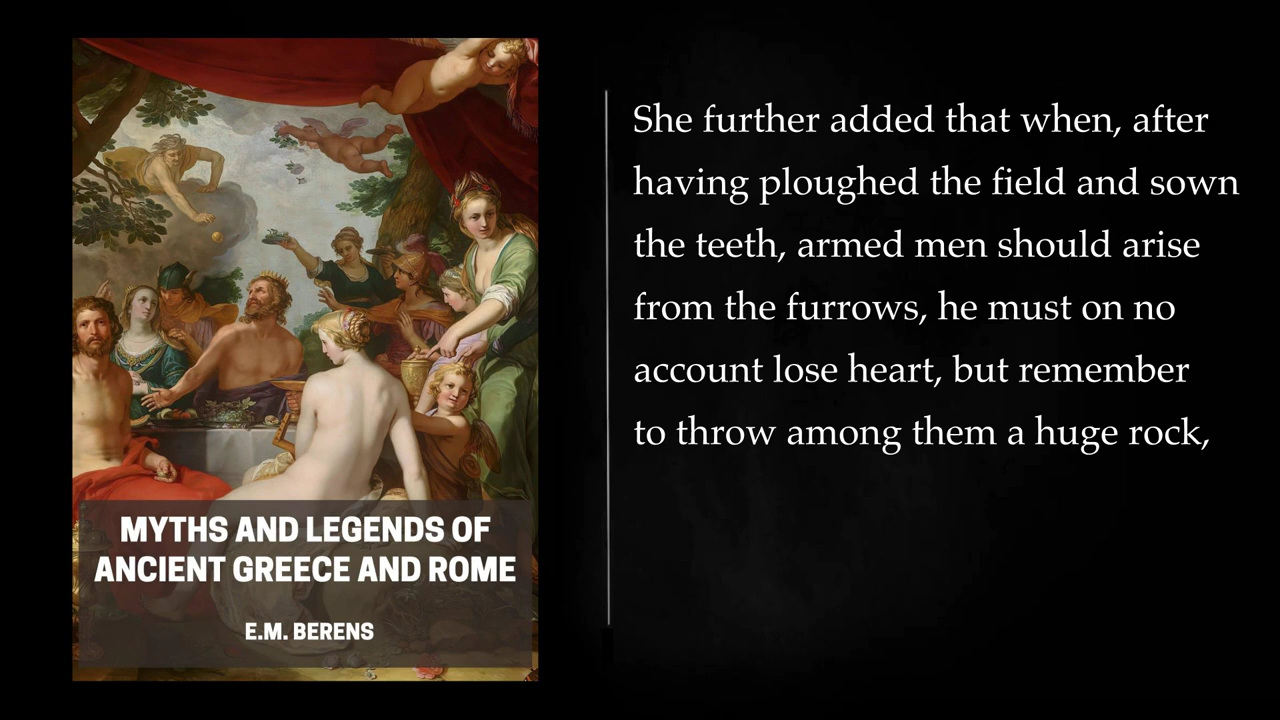 MYTHS AND LEGENDS OF
ANCIENT GREECE AND ROME
E.M. BERENS
She further added that when, after
having ploughed the field and sown
the teeth, armed men should arise
from the furrows, he must on no
account lose heart, but remember
to throw among them a huge rock,